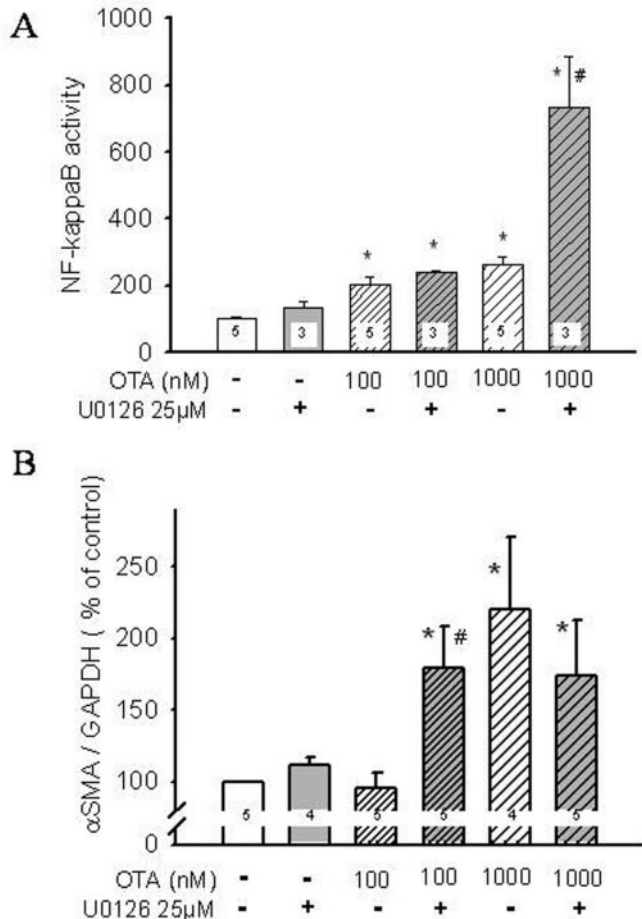 A
1000
800
600
400
200
0
NF-kappaB activity
* * * * #
5 3 5 3 5 3
OTA (nM) - - 100 100 1000 1000
U0126 25µM - + - + - +
B
250
200
150
100
0
αSMA / GAPDH ( % of control)
* # * *
5 4 5 5 4 5
OTA (nM) - - 100 100 1000 1000
U0126 25µM - + - + - +